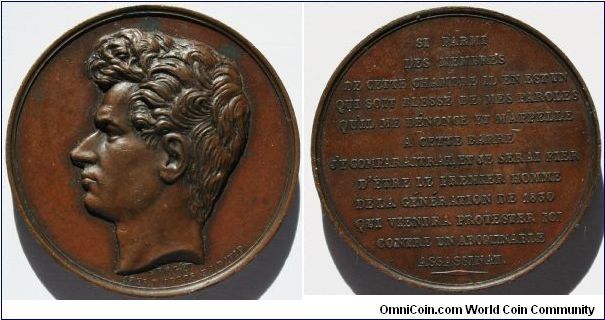 SI PARMI
LES MEMBRES
DE CETTE CHAMBRE IL EN EST UN
QUI SOIT BLESSÉ DE MES PAROLES
QU'IL ME DÉNONCE ET M'APPELLE
A CETTE BARRE
J'Y COMPARAITRAI, ET JE SERAI FIER
D'ÊTRE LE PREMIER HOMME
DE LA GÉNÉRATION DE 1830
QUI VIENDRA PROTESTER ICI
CONTRE UN ABOMINABLE
ASSASSINAT.
OmniCoin.com World Coin Community